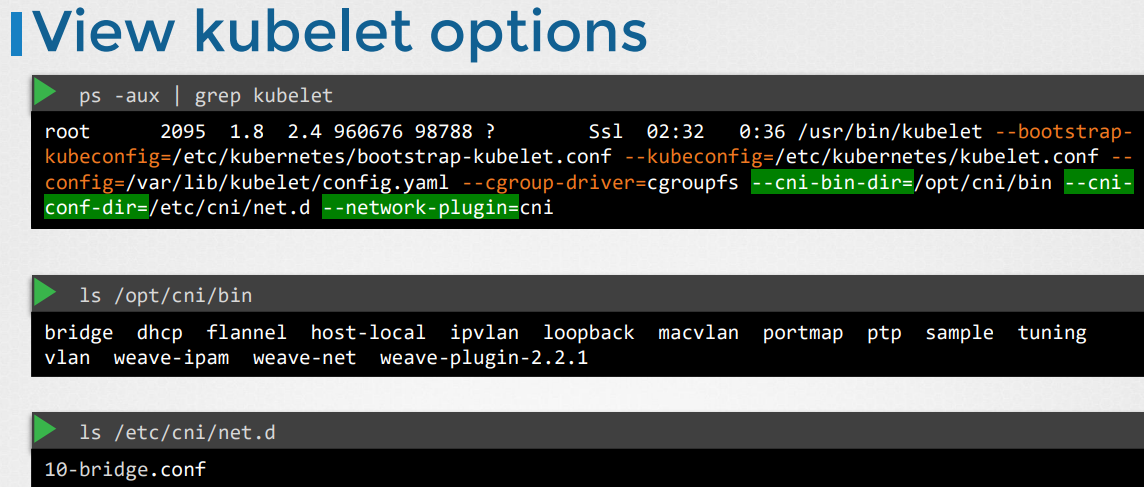 View kubelet options
ps -aux | grep kubelet
root      2095  1.8  2.4 960676 98788 ?        Ssl  02:32   0:36 /usr/bin/kubelet --bootstrap-
kubeconfig=/etc/kubernetes/bootstrap-kubelet.conf --kubeconfig=/etc/kubernetes/kubelet.conf --
config=/var/lib/kubelet/config.yaml --cgroup-driver=cgroupfs --cni-bin-dir=/opt/cni/bin --cni-
conf-dir=/etc/cni/net.d --network-plugin=cni
ls /opt/cni/bin
bridge  dhcp  flannel  host-local  ipvlan  loopback  macvlan  portmap  ptp  sample  tuning
vlan  weave-ipam  weave-net  weave-plugin-2.2.1
ls /etc/cni/net.d
10-bridge.conf